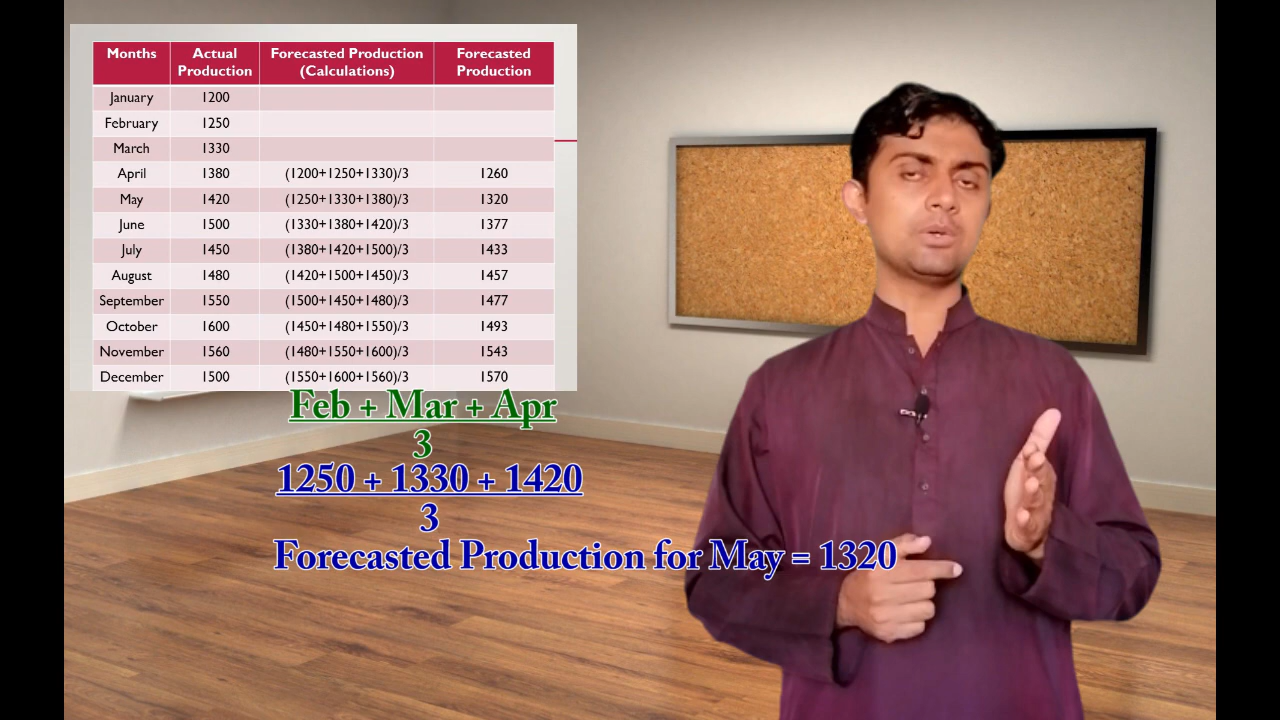 Months Actual Production Forecasted Production (Calculations) Forecasted Production
January 1200
February 1250
March 1330
April 1380 (1200+1250+1330)/3 1260
May 1420 (1250+1330+1380)/3 1320
June 1500 (1330+1380+1420)/3 1377
July 1450 (1380+1420+1500)/3 1433
August 1480 (1420+1500+1450)/3 1457
September 1550 (1500+1450+1480)/3 1477
October 1600 (1450+1480+1550)/3 1493
November 1560 (1480+1550+1600)/3 1543
December 1500 (1550+1600+1560)/3 1570
Feb + Mar + Apr
3
1250 + 1330 + 1420
3
Forecasted Production for May = 1320